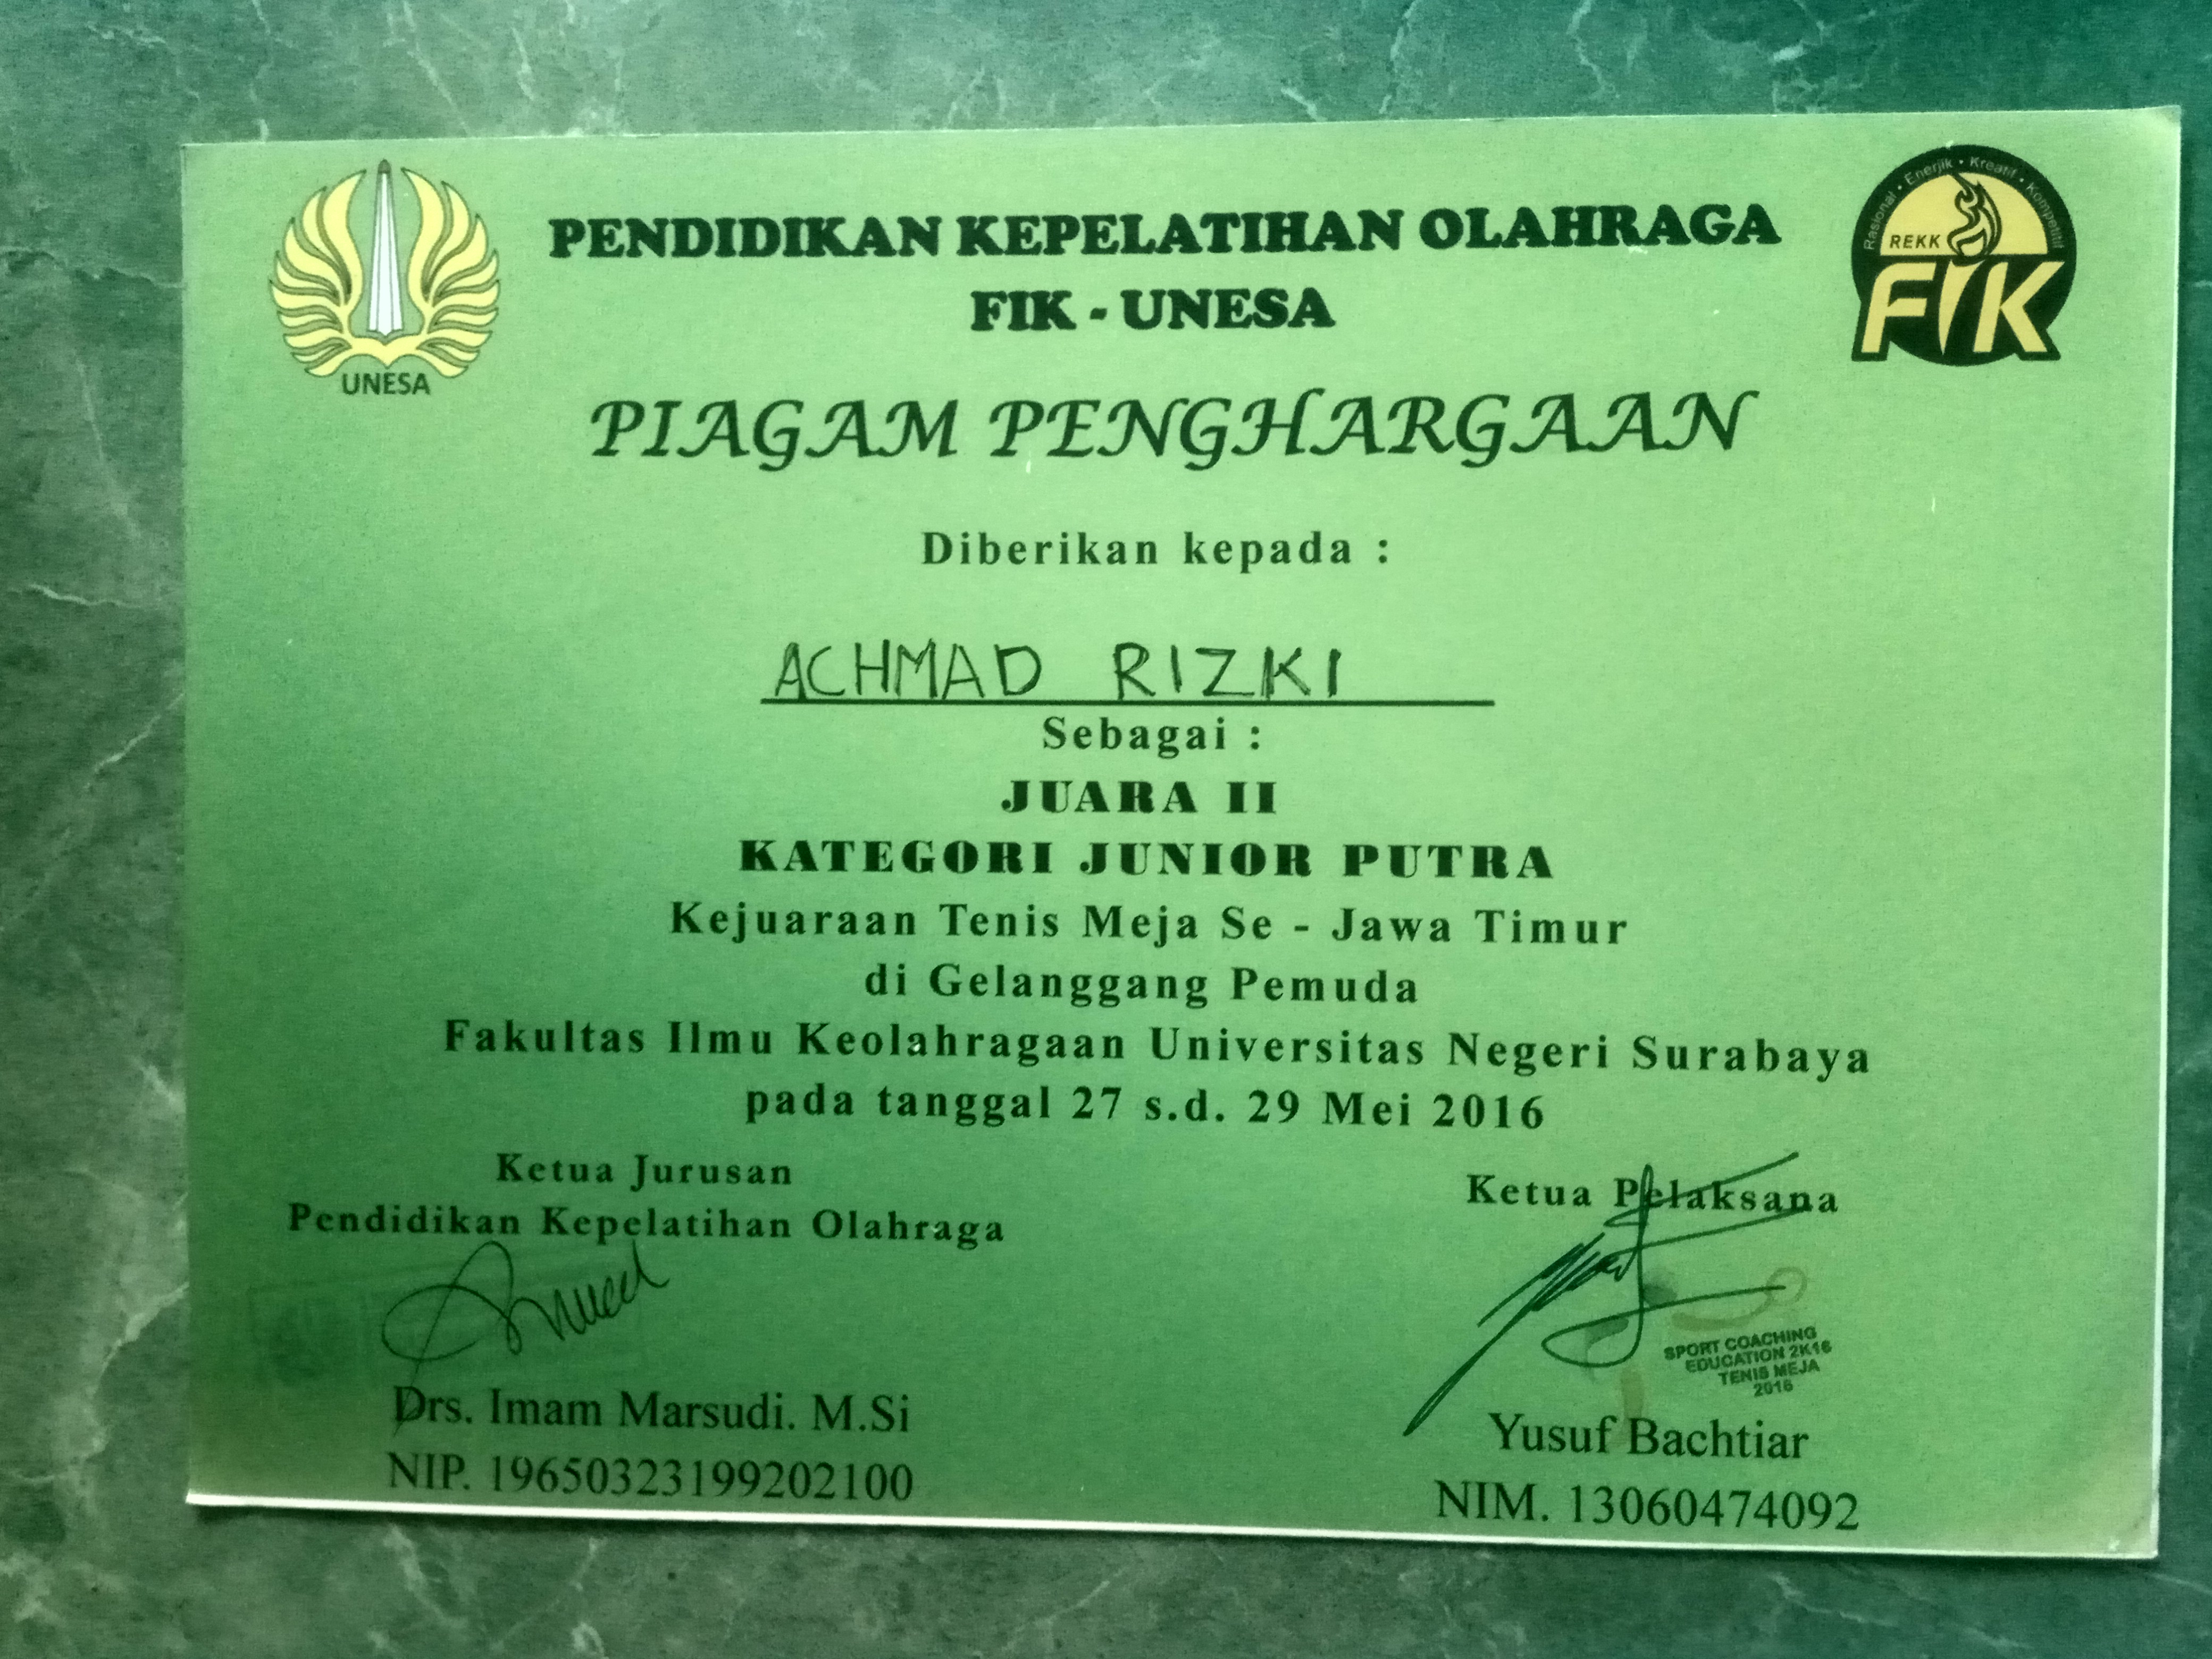 UNESA
Rasional • Enerjik • Kreatif • Kompetitif
REKK
FIK
PENDIDIKAN KEPELATIHAN OLAHRAGA
FIK - UNESA
PIAGAM PENGHARGAAN
Diberikan kepada :
ACHMAD RIZKI
Sebagai :
JUARA II
KATEGORI JUNIOR PUTRA
Kejuaraan Tenis Meja Se - Jawa Timur
di Gelanggang Pemuda
Fakultas Ilmu Keolahragaan Universitas Negeri Surabaya
pada tanggal 27 s.d. 29 Mei 2016
Ketua Jurusan
Pendidikan Kepelatihan Olahraga
Drs. Imam Marsudi. M.Si
NIP. 19650323199202100
Ketua Pelaksana
SPORT COACHING
EDUCATION 2K16
TENIS MEJA
2016
Yusuf Bachtiar
NIM. 13060474092